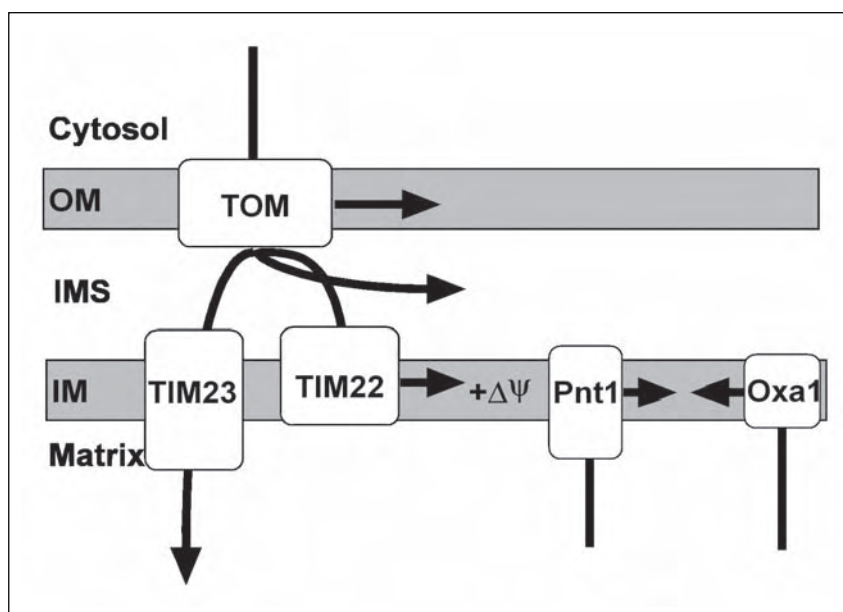 Cytosol
OM
TOM
IMS
IM
TIM23
TIM22
+ΔΨ
Pnt1
Oxa1
Matrix